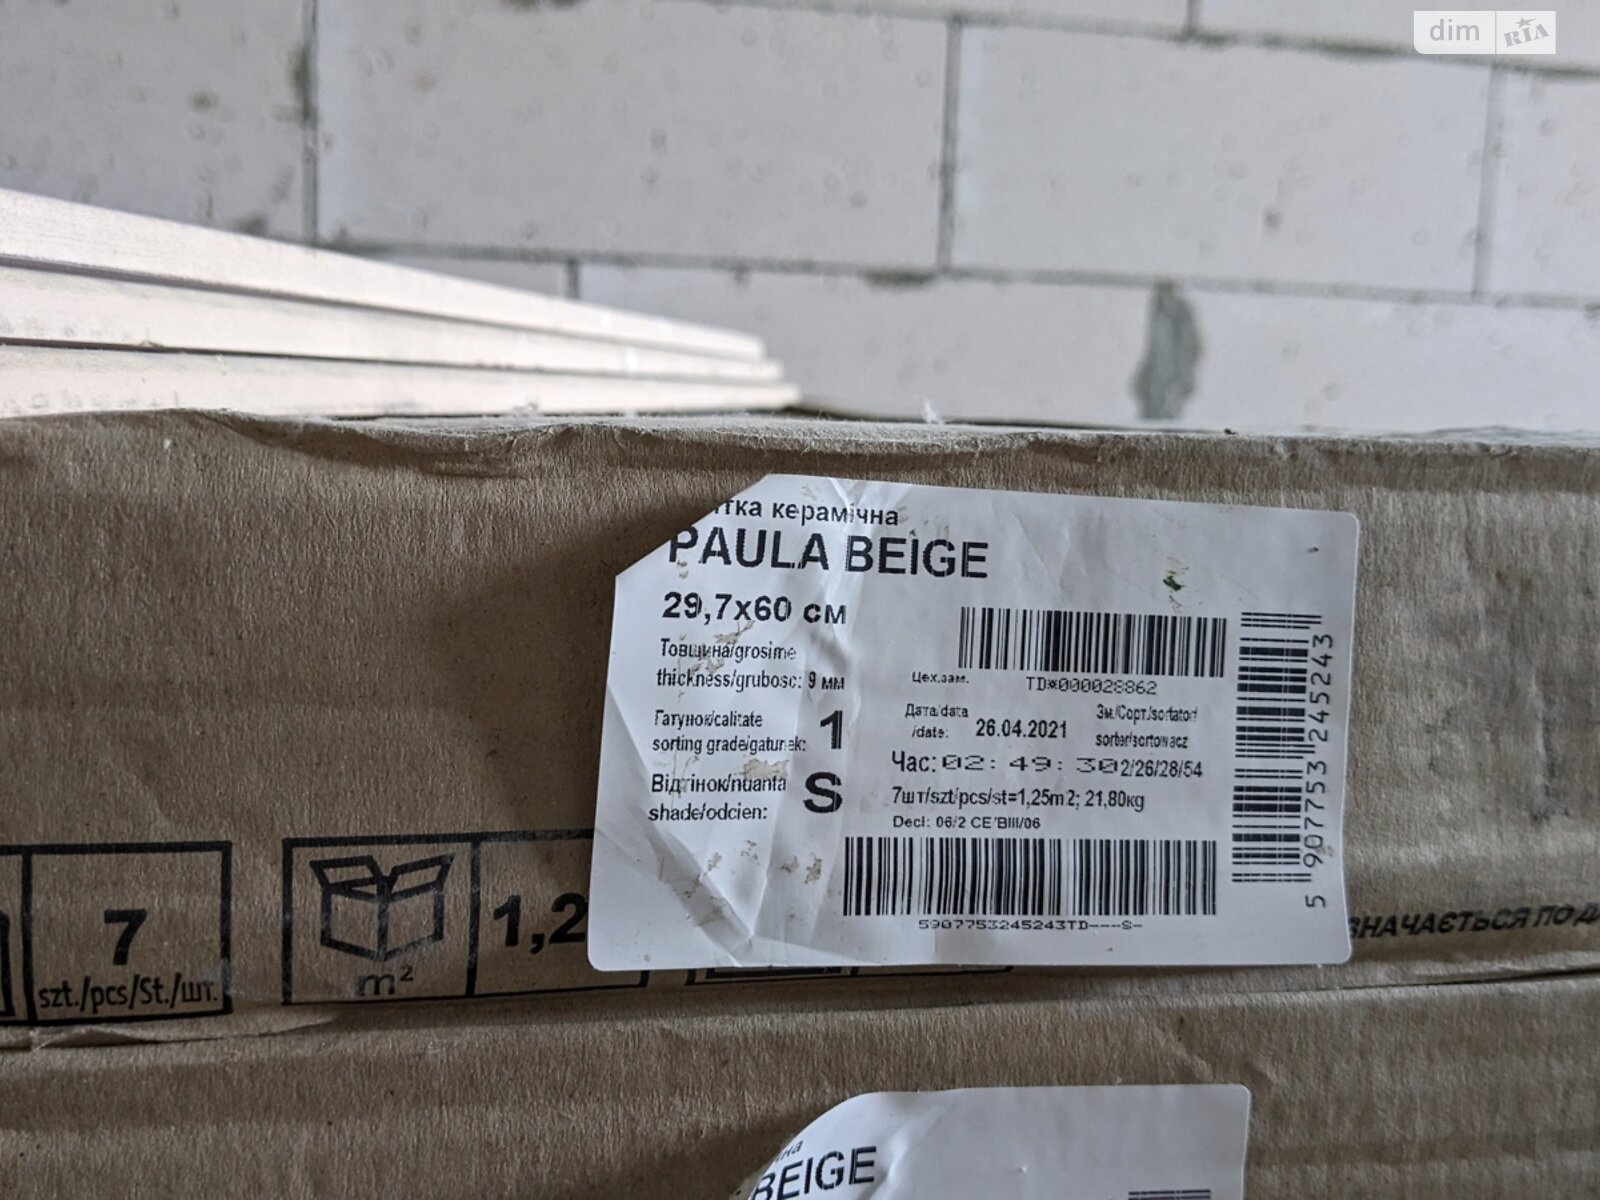 dim RIA
тка керамічна
PAULA BEIGE
29,7x60 см
Товщина/grosime
thickness/grubosc: 9 мм
Гатунок/calitate
sorting grade/gatunek: 1
Відтінок/nuanta
shade/odcien: S
Цех.зам. TD*000028862
Дата/data
/date: 26.04.2021
Зм./Сорт./sortator/
sorter/sortowacz
Час: 02: 49: 30 2/26/28/54
7шт/szt/pcs/st=1,25m2; 21,80кg
Decl: 06/2 CE'BIII/06
5907753245243TD---S-
5 907753 245243
7
szt./pcs/St./шт.
m²
1,2
ЗНАЧАЄТЬСЯ ПО
BEIGE